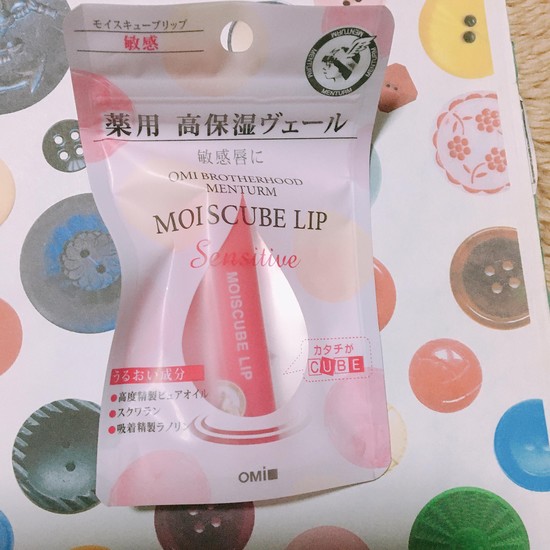 モイスキューブリップ
敏感
MENTURM
薬用 高保湿ヴェール
敏感唇に
OMI BROTHERHOOD
MENTURM
MOISCUBE LIP
Sensitive
MOISCUBE LIP
カタチが
CUBE
うるおい成分
●高度精製ピュアオイル
●スクワラン
●吸着精製ラノリン
OMi